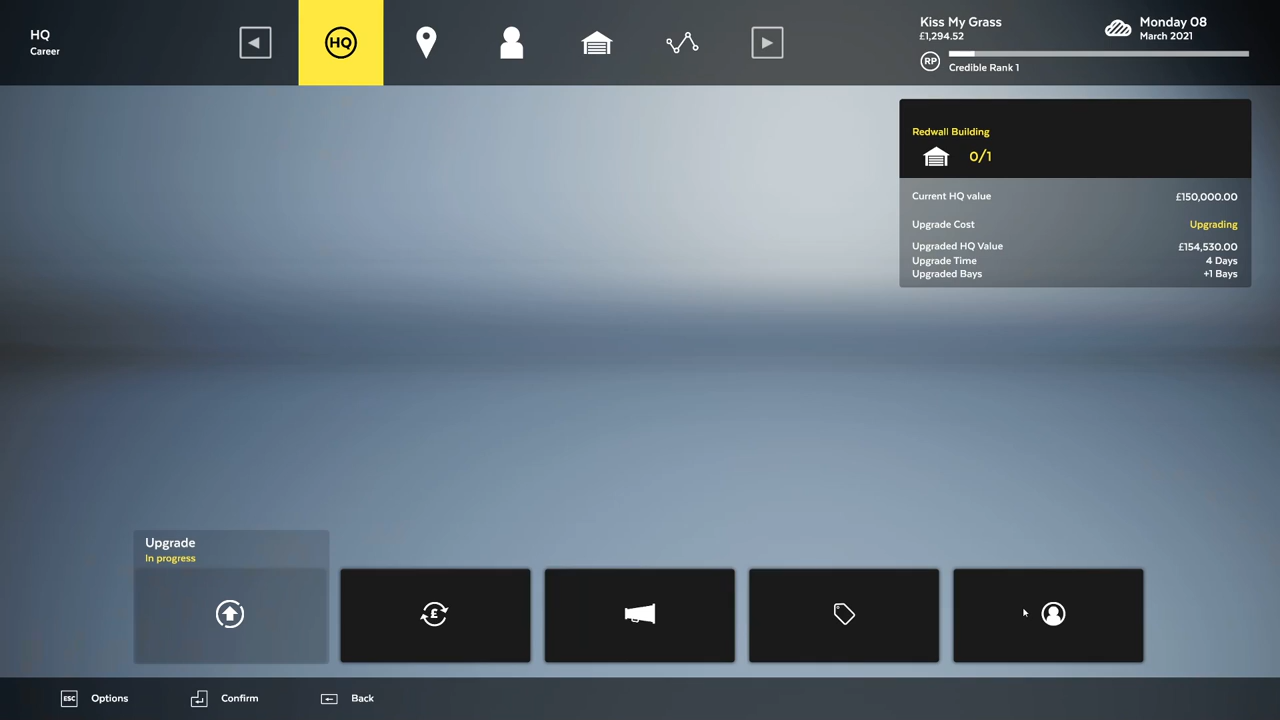 HQ
Career
HQ
Kiss My Grass
£1,294.52
Monday 08
March 2021
RP
Credible Rank 1
Redwall Building
0/1
Current HQ value £150,000.00
Upgrade Cost Upgrading
Upgraded HQ Value £154,530.00
Upgrade Time 4 Days
Upgraded Bays +1 Bays
Upgrade
In progress
£
ESC Options Confirm Back